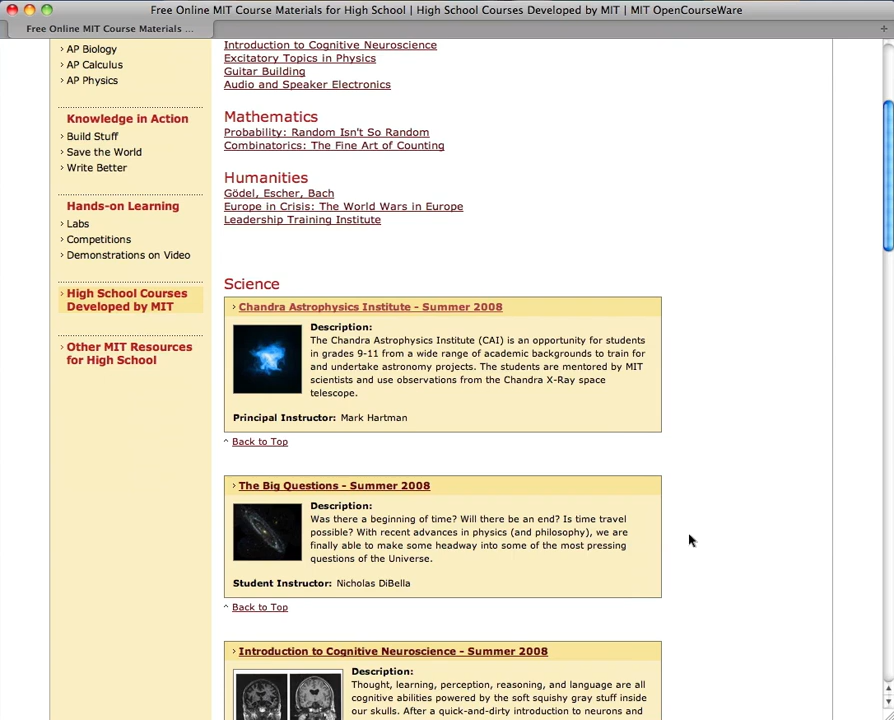 Free Online MIT Course Materials for High School | High School Courses Developed by MIT | MIT OpenCourseWare
Free Online MIT Course Materials ...
AP Biology
AP Calculus
AP Physics
Knowledge in Action
Build Stuff
Save the World
Write Better
Hands-on Learning
Labs
Competitions
Demonstrations on Video
High School Courses
Developed by MIT
Other MIT Resources
for High School
Introduction to Cognitive Neuroscience
Excitatory Topics in Physics
Guitar Building
Audio and Speaker Electronics
Mathematics
Probability: Random Isn't So Random
Combinatorics: The Fine Art of Counting
Humanities
Gödel, Escher, Bach
Europe in Crisis: The World Wars in Europe
Leadership Training Institute
Science
Chandra Astrophysics Institute - Summer 2008
Description:
The Chandra Astrophysics Institute (CAI) is an opportunity for students
in grades 9-11 from a wide range of academic backgrounds to train for
and undertake astronomy projects. The students are mentored by MIT
scientists and use observations from the Chandra X-Ray space
telescope.
Principal Instructor: Mark Hartman
^ Back to Top
The Big Questions - Summer 2008
Description:
Was there a beginning of time? Will there be an end? Is time travel
possible? With recent advances in physics (and philosophy), we are
finally able to make some headway into some of the most pressing
questions of the Universe.
Student Instructor: Nicholas DiBella
^ Back to Top
Introduction to Cognitive Neuroscience - Summer 2008
Description:
Thought, learning, perception, reasoning, and language are all
cognitive abilities powered by the soft squishy gray stuff inside
our skulls. After a quick-and-dirty introduction to neurons and